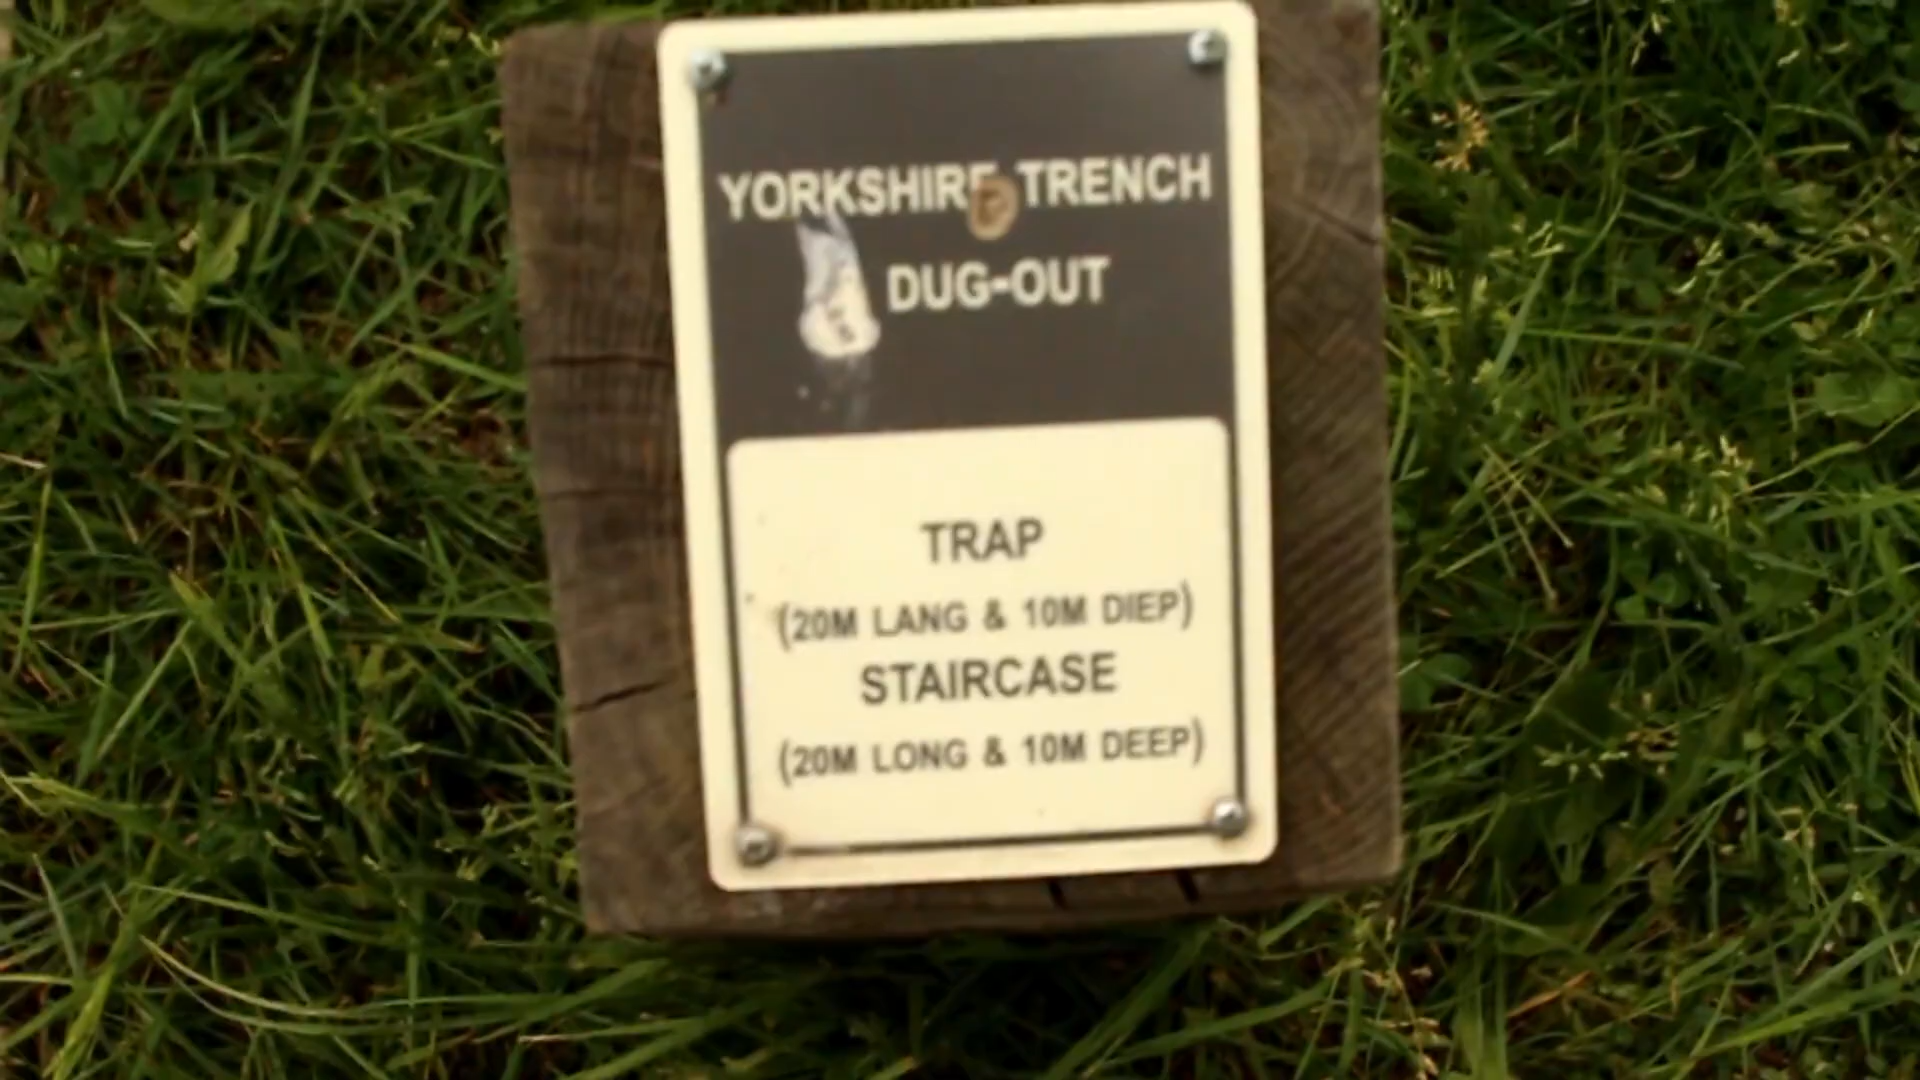 YORKSHIRE TRENCH
DUG-OUT
TRAP
(20M LANG & 10M DIEP)
STAIRCASE
(20M LONG & 10M DEEP)